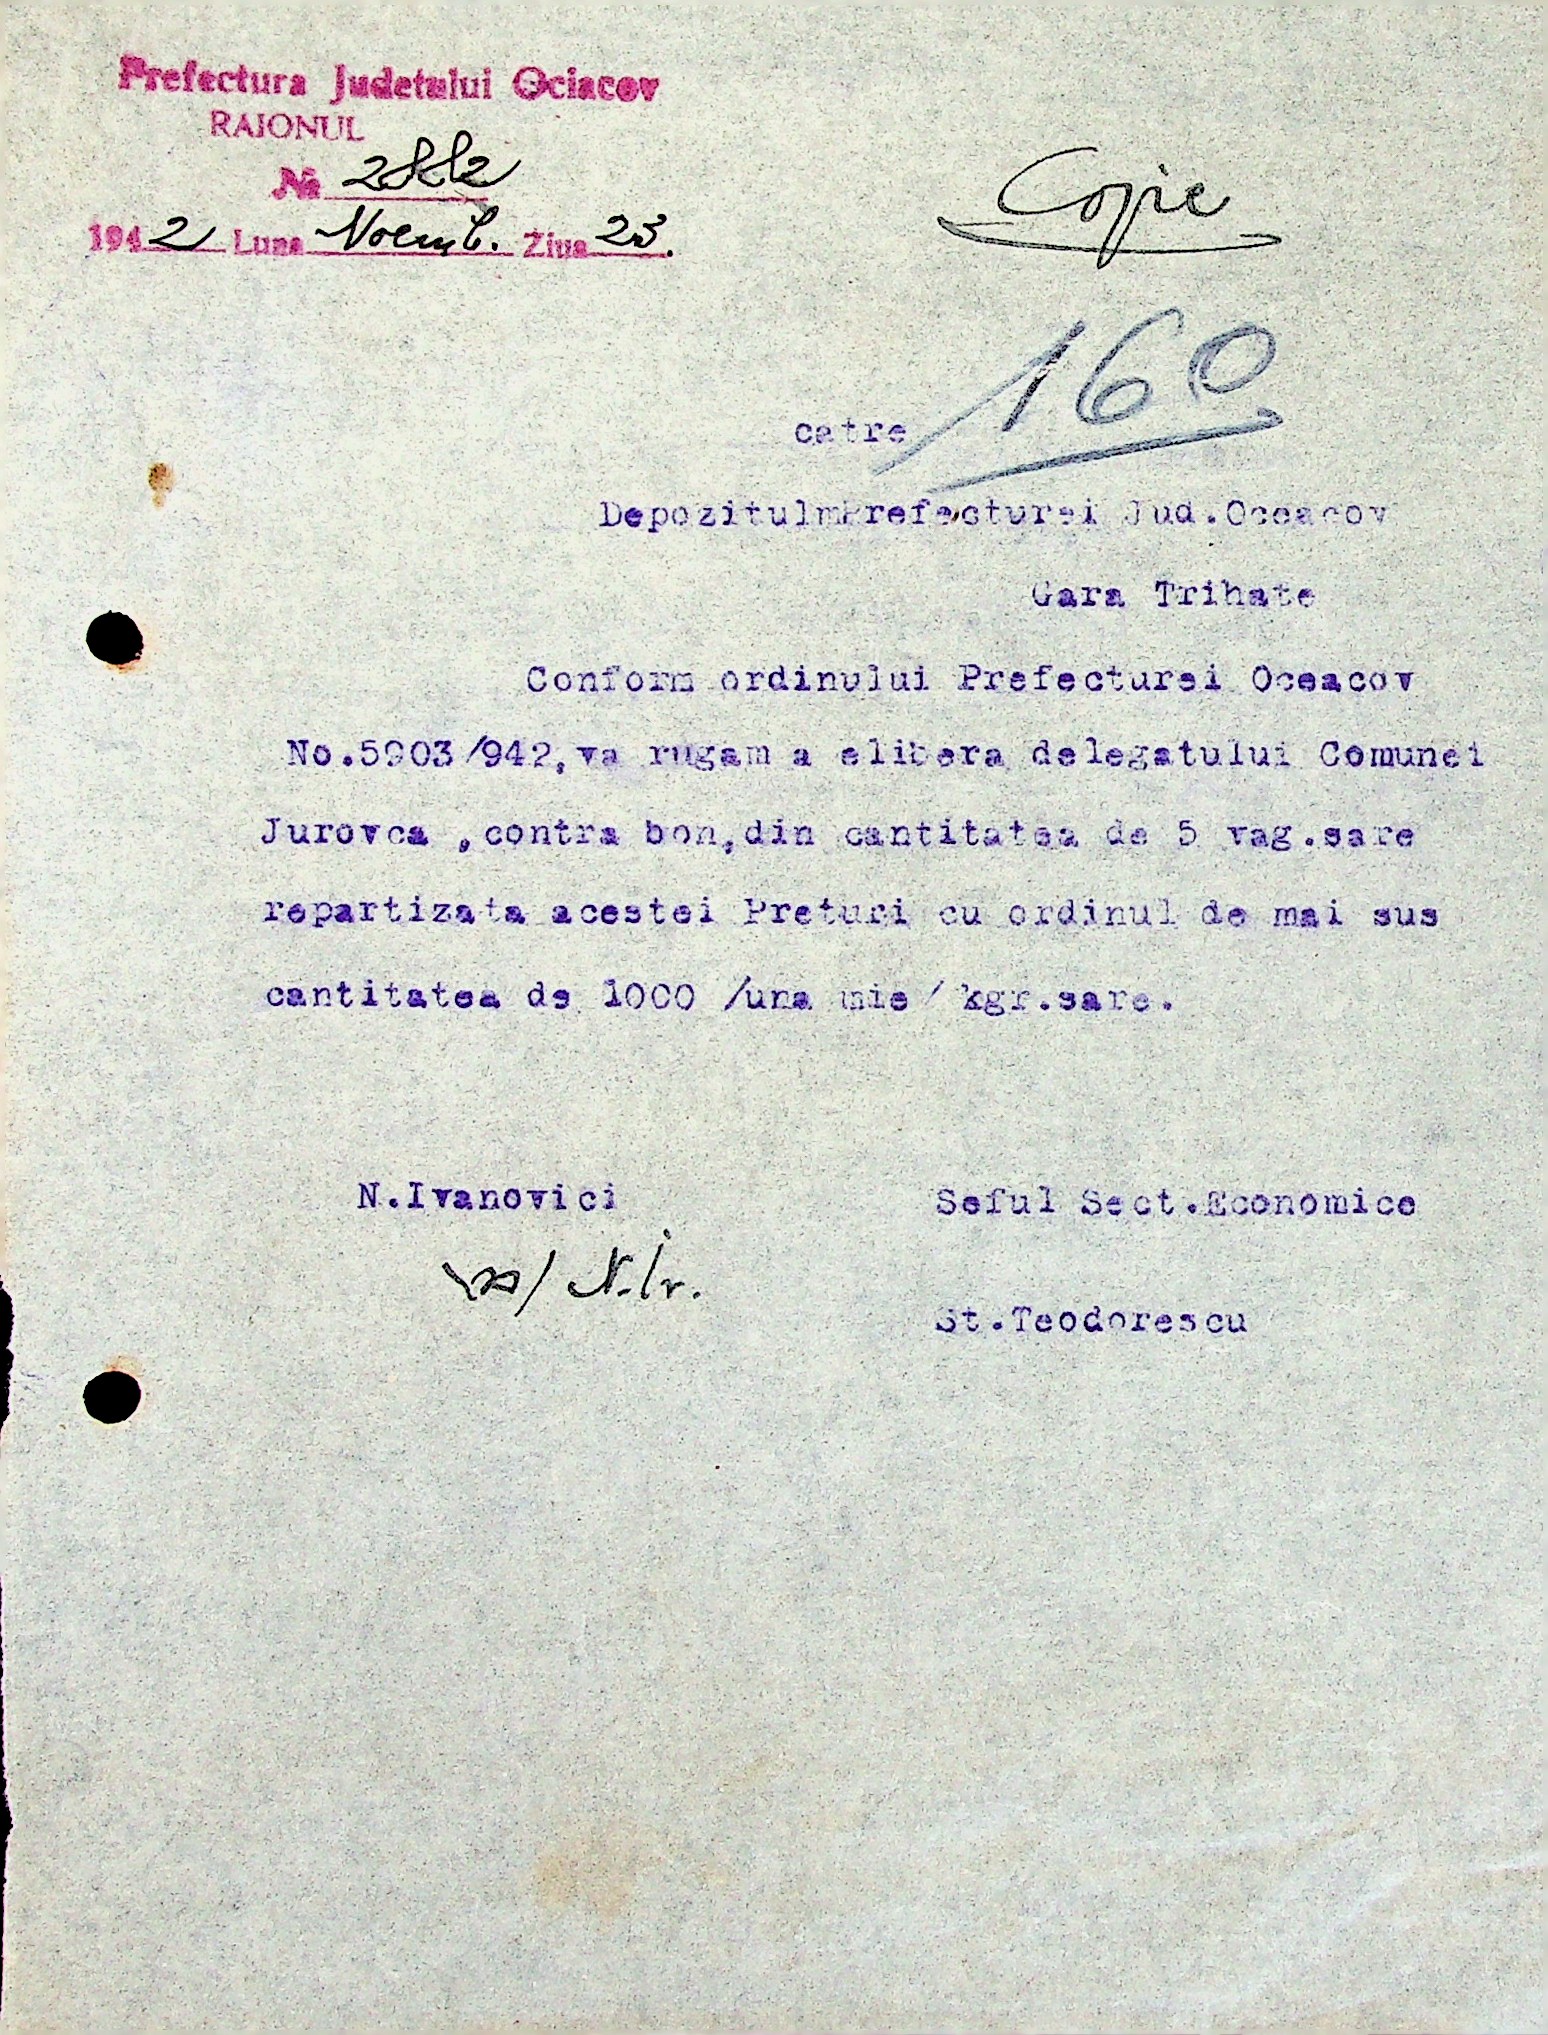 Prefectura Judetului Ociacov
RAIONUL
№ 2882
1942 Luna Noemb. Ziua 23.
Copie
160
catre
DepozitulmPrefecturei Jud.Oceacov
Gara Trihate
Conform ordinului Prefecturei Oceacov
No.5903/942,va rugam a elibera delegatului Comunei
Jurovca ,contra bon,din cantitatea de 5 vag.sare
repartizata acestei Preturi cu ordinul de mai sus
cantitatea de 1000 /una mie/ kgr.sare.
N.Ivanovici
Seful Sect.Economice
ss/ N.Iv.
St.Teodorescu